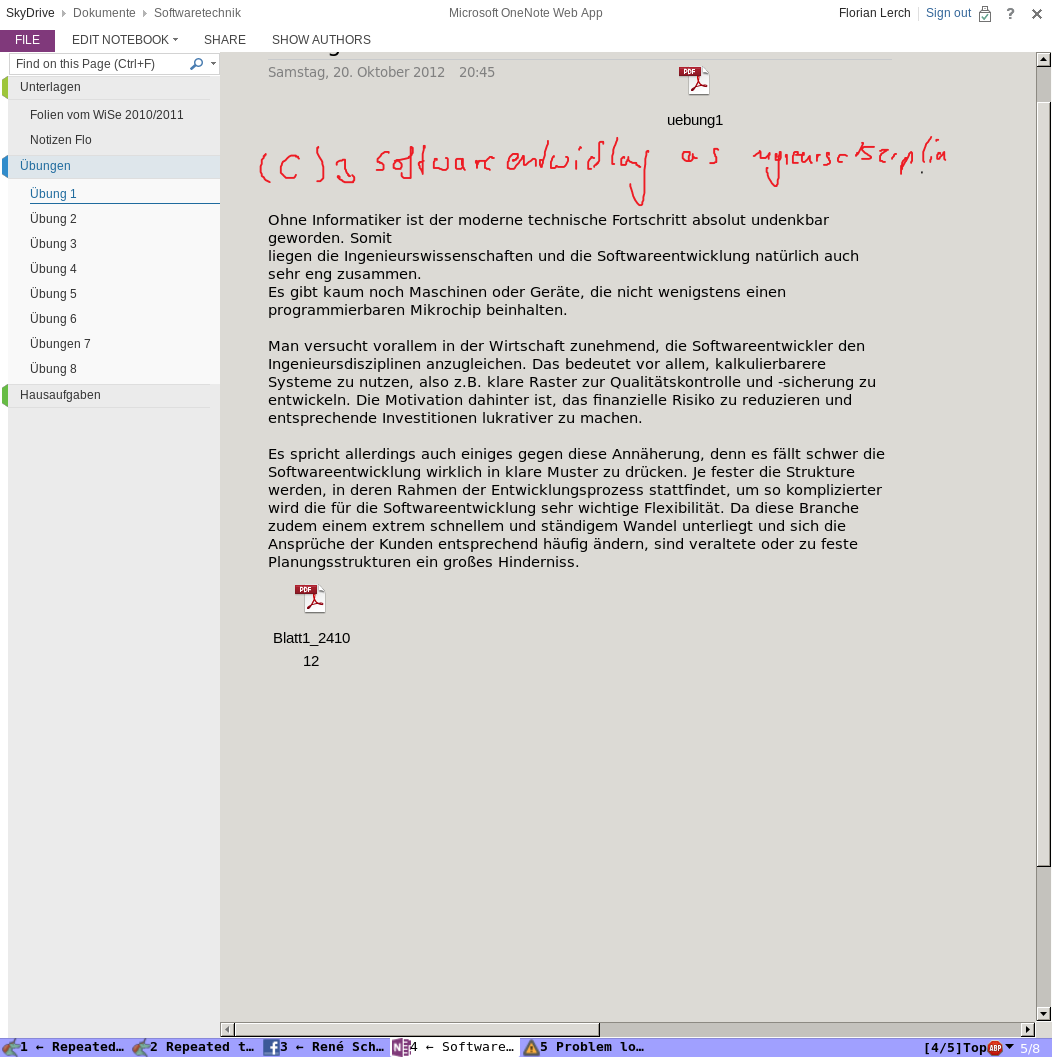 SkyDrive Dokumente Softwaretechnik Microsoft OneNote Web App Florian Lerch Sign out ?
FILE EDIT NOTEBOOK SHARE SHOW AUTHORS
Find on this Page (Ctrl+F)
Unterlagen
Folien vom WiSe 2010/2011
Notizen Flo
Übungen
Übung 1
Übung 2
Übung 3
Übung 4
Übung 5
Übung 6
Übungen 7
Übung 8
Hausaufgaben
Samstag, 20. Oktober 2012 20:45
PDF
uebung1
(C) Softwareentwicklung als
Ohne Informatiker ist der moderne technische Fortschritt absolut undenkbar
geworden. Somit
liegen die Ingenieurswissenschaften und die Softwareentwicklung natürlich auch
sehr eng zusammen.
Es gibt kaum noch Maschinen oder Geräte, die nicht wenigstens einen
programmierbaren Mikrochip beinhalten.
Man versucht vorallem in der Wirtschaft zunehmend, die Softwareentwickler den
Ingenieursdisziplinen anzugleichen. Das bedeutet vor allem, kalkulierbarere
Systeme zu nutzen, also z.B. klare Raster zur Qualitätskontrolle und -sicherung zu
entwickeln. Die Motivation dahinter ist, das finanzielle Risiko zu reduzieren und
entsprechende Investitionen lukrativer zu machen.
Es spricht allerdings auch einiges gegen diese Annäherung, denn es fällt schwer die
Softwareentwicklung wirklich in klare Muster zu drücken. Je fester die Strukture
werden, in deren Rahmen der Entwicklungsprozess stattfindet, um so komplizierter
wird die für die Softwareentwicklung sehr wichtige Flexibilität. Da diese Branche
zudem einem extrem schnellem und ständigem Wandel unterliegt und sich die
Ansprüche der Kunden entsprechend häufig ändern, sind veraltete oder zu feste
Planungsstrukturen ein großes Hinderniss.
PDF
Blatt1_2410
12
1 ← Repeated… 2 Repeated t… 3 ← René Sch… 4 ← Software… 5 Problem lo… [4/5]Top ABP 5/8